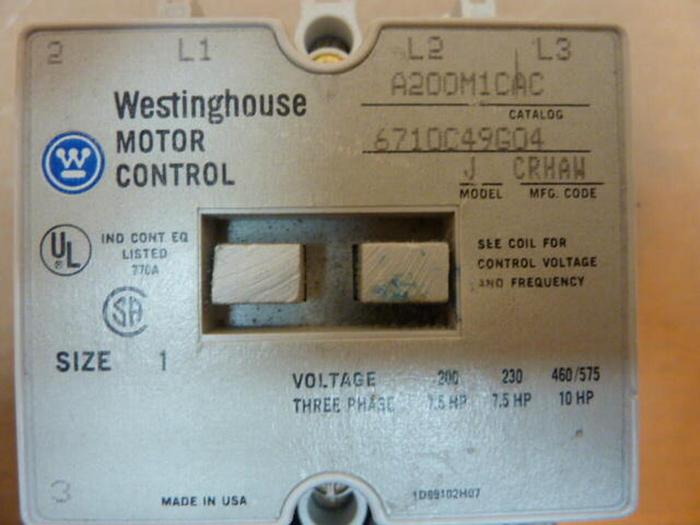 2 L1 L2 L3
A200M1CAC
CATALOG
Westinghouse
MOTOR
CONTROL
W
6710C49G04
J CRHAW
MODEL MFG. CODE
UL
®
IND CONT EQ
LISTED
770A
SA
SEE COIL FOR
CONTROL VOLTAGE
AND FREQUENCY
SIZE 1
VOLTAGE 200 230 460/575
THREE PHASE 7.5 HP 7.5 HP 10 HP
3
MADE IN USA
1D89102H07